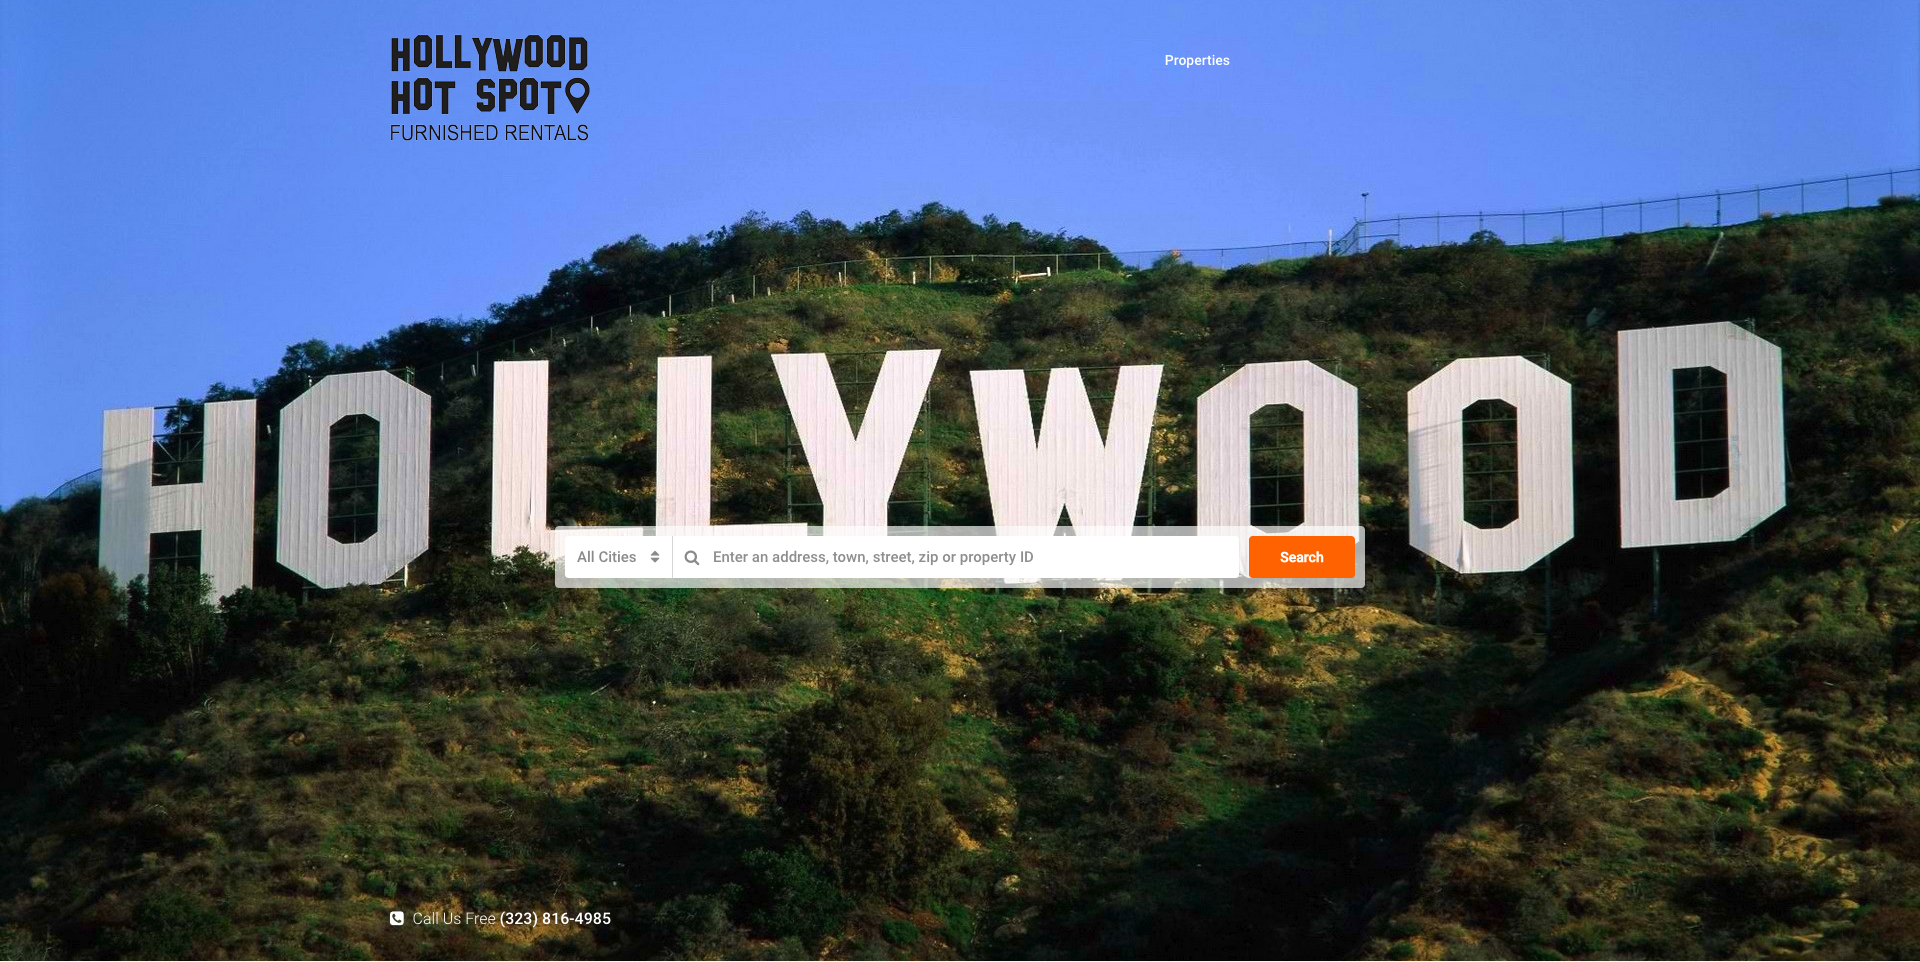 HOLLYWOOD
HOT SPOT
FURNISHED RENTALS
Properties
HOLLYWOOD
All Cities
Enter an address, town, street, zip or property ID
Search
Call Us Free (323) 816-4985